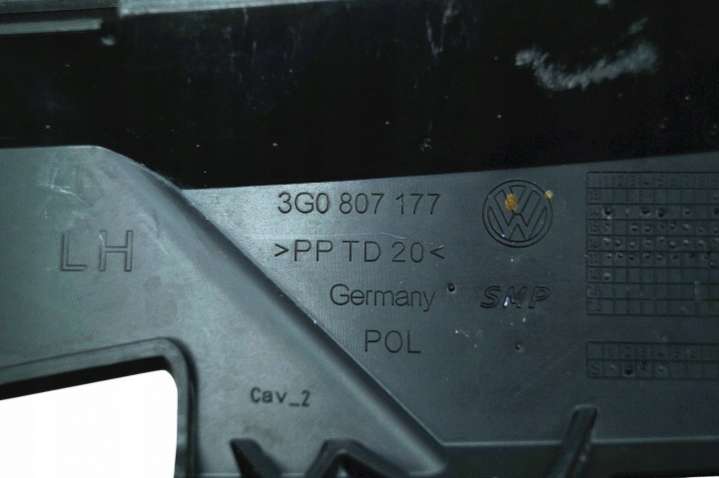 3G0 807 177
LH
>PP TD 20<
Germany
SMP
POL
Cav_2